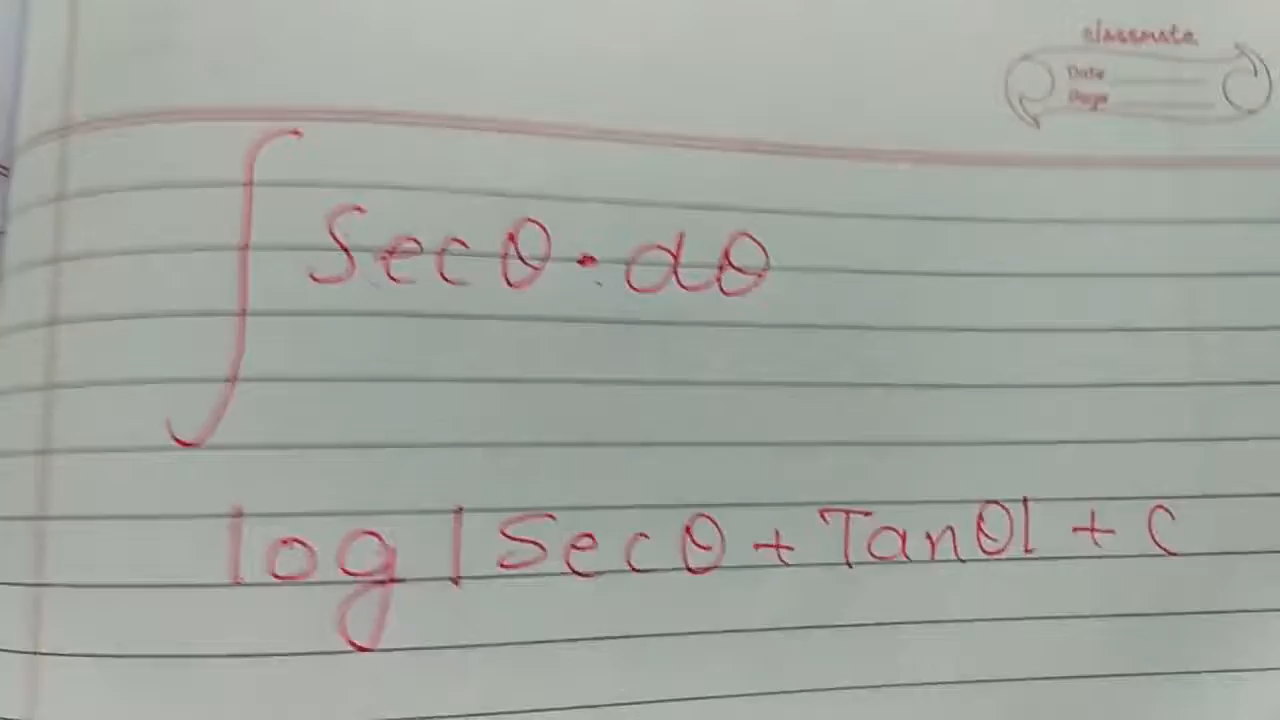 classmate
Date
Page
∫ Secθ · dθ
log |Secθ + Tanθ| + C